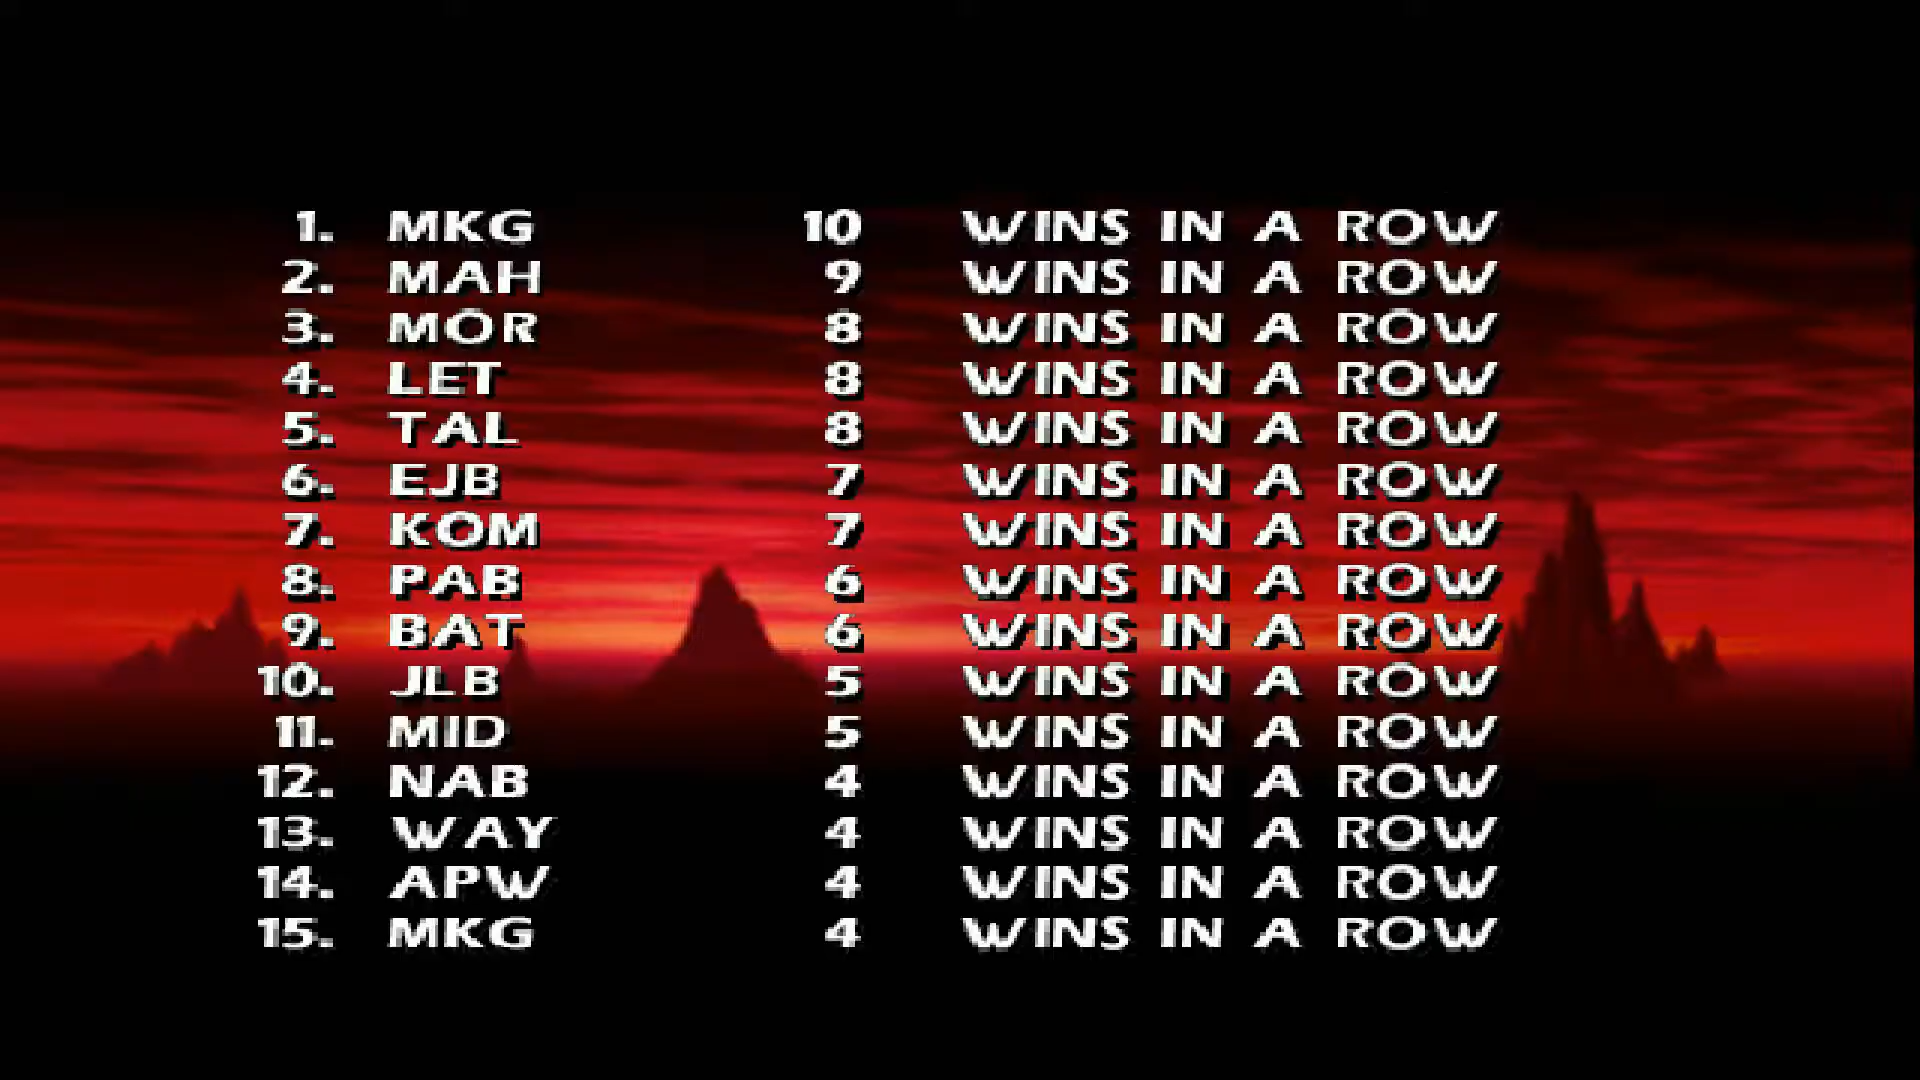 1. MKG 10 WINS IN A ROW
2. MAH 9 WINS IN A ROW
3. MOR 8 WINS IN A ROW
4. LET 8 WINS IN A ROW
5. TAL 8 WINS IN A ROW
6. EJB 7 WINS IN A ROW
7. KOM 7 WINS IN A ROW
8. PAB 6 WINS IN A ROW
9. BAT 6 WINS IN A ROW
10. JLB 5 WINS IN A ROW
11. MID 5 WINS IN A ROW
12. NAB 4 WINS IN A ROW
13. WAY 4 WINS IN A ROW
14. APW 4 WINS IN A ROW
15. MKG 4 WINS IN A ROW